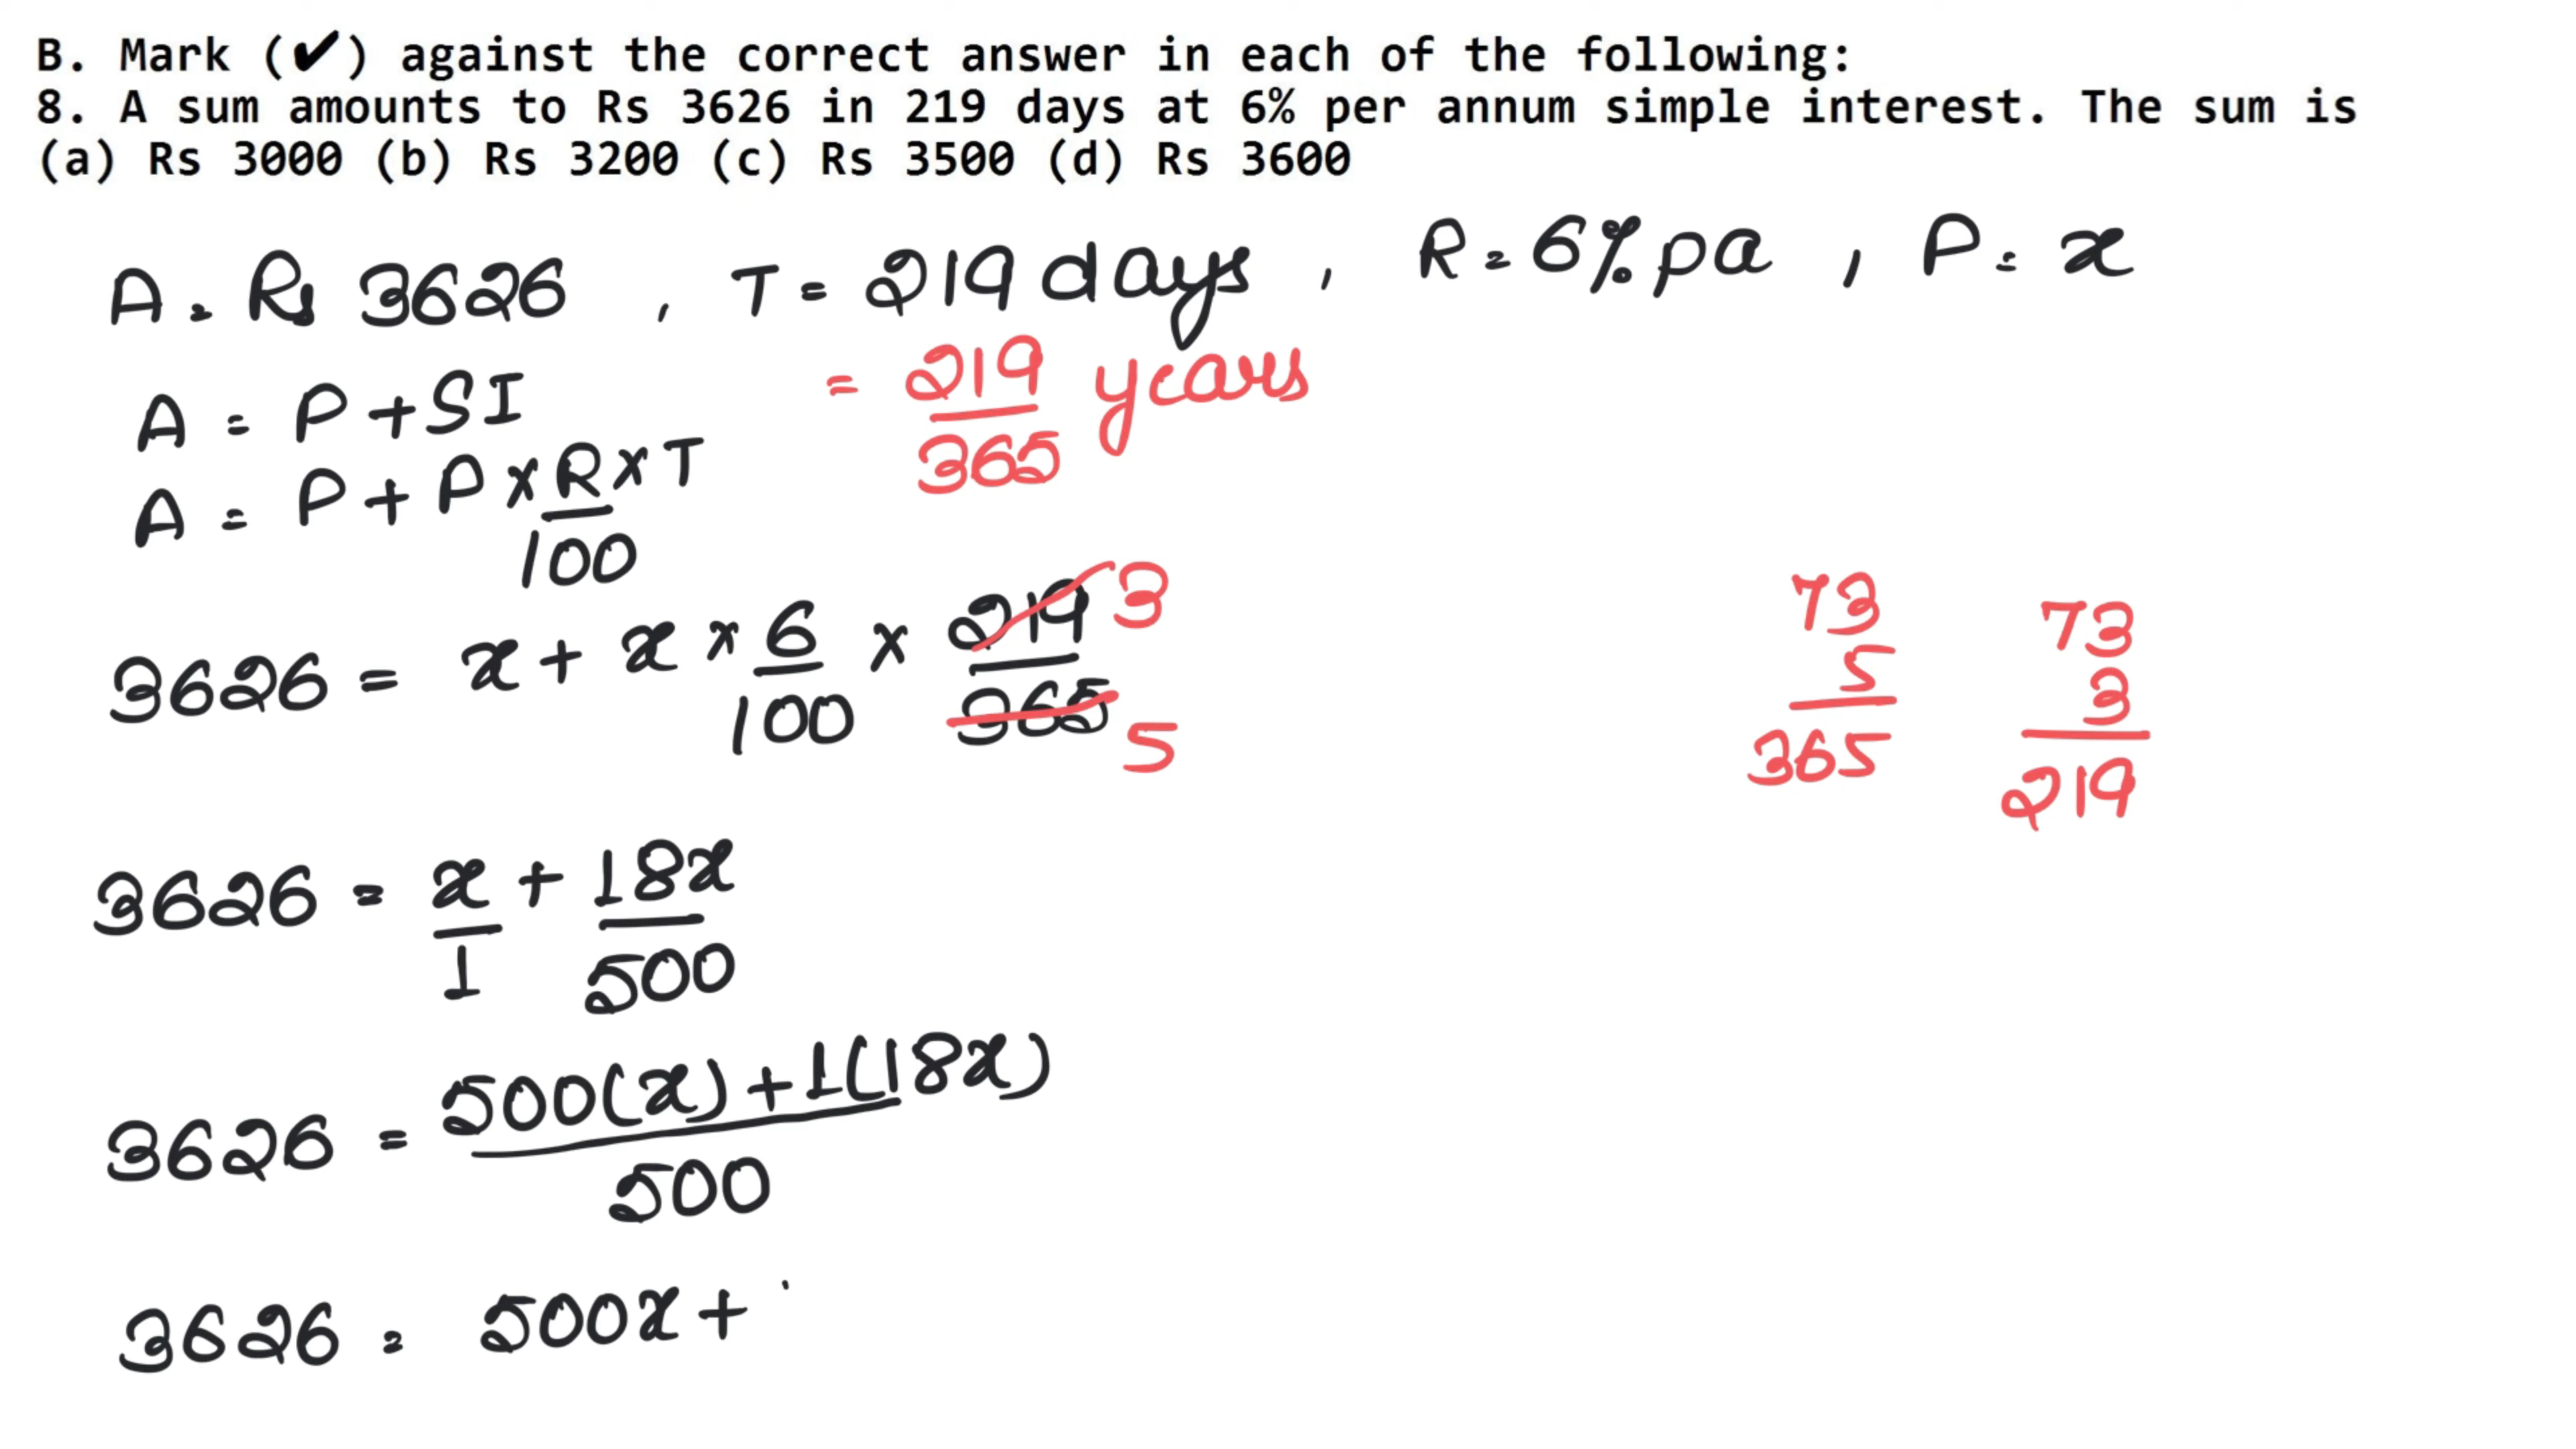 B. Mark (✔) against the correct answer in each of the following:
8. A sum amounts to Rs 3626 in 219 days at 6% per annum simple interest. The sum is
(a) Rs 3000 (b) Rs 3200 (c) Rs 3500 (d) Rs 3600
A = Rs 3626 , T = 219 days , R = 6% pa , P = x
= 219/365 years
A = P + SI
A = P + P × R × T
100
3626 = x + x × 6/100 × 219/365 3 5
73
5
365
73
3
219
3626 = x/1 + 18x/500
3626 = 500(x) + 1(18x)
500
3626 = 500x +